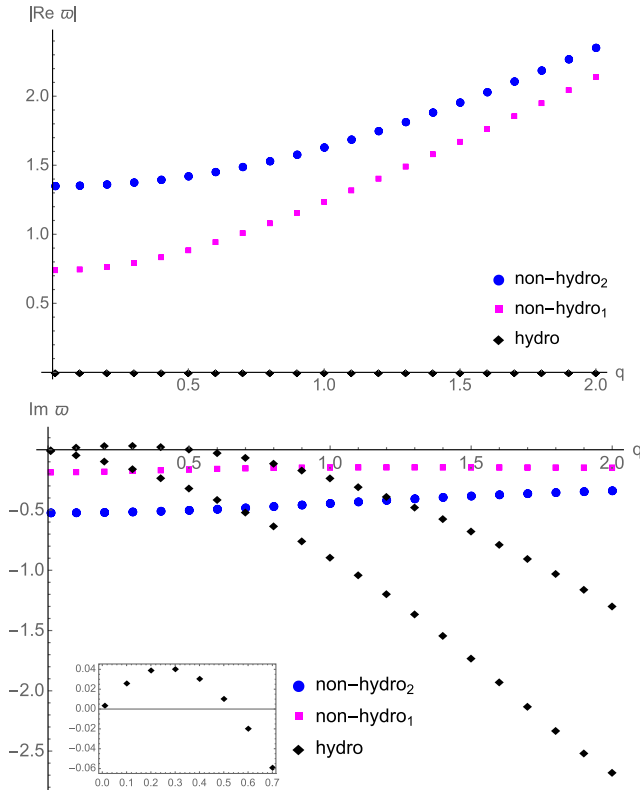 |Re ϖ|
2.0
1.5
1.0
0.5
non−hydro₂
non−hydro₁
hydro
0.5 1.0 1.5 2.0 q
Im ϖ
0.5 1.0 1.5 2.0 q
−0.5
−1.0
−1.5
−2.0
−2.5
0.04
0.02
0.00
−0.02
−0.04
−0.06
0.0 0.1 0.2 0.3 0.4 0.5 0.6 0.7
non−hydro₂
non−hydro₁
hydro